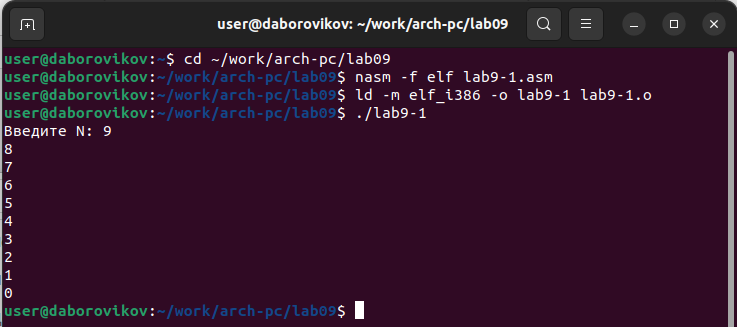 user@daborovikov: ~/work/arch-pc/lab09
user@daborovikov:~$ cd ~/work/arch-pc/lab09
user@daborovikov:~/work/arch-pc/lab09$ nasm -f elf lab9-1.asm
user@daborovikov:~/work/arch-pc/lab09$ ld -m elf_i386 -o lab9-1 lab9-1.o
user@daborovikov:~/work/arch-pc/lab09$ ./lab9-1
Введите N: 9
8
7
6
5
4
3
2
1
0
user@daborovikov:~/work/arch-pc/lab09$